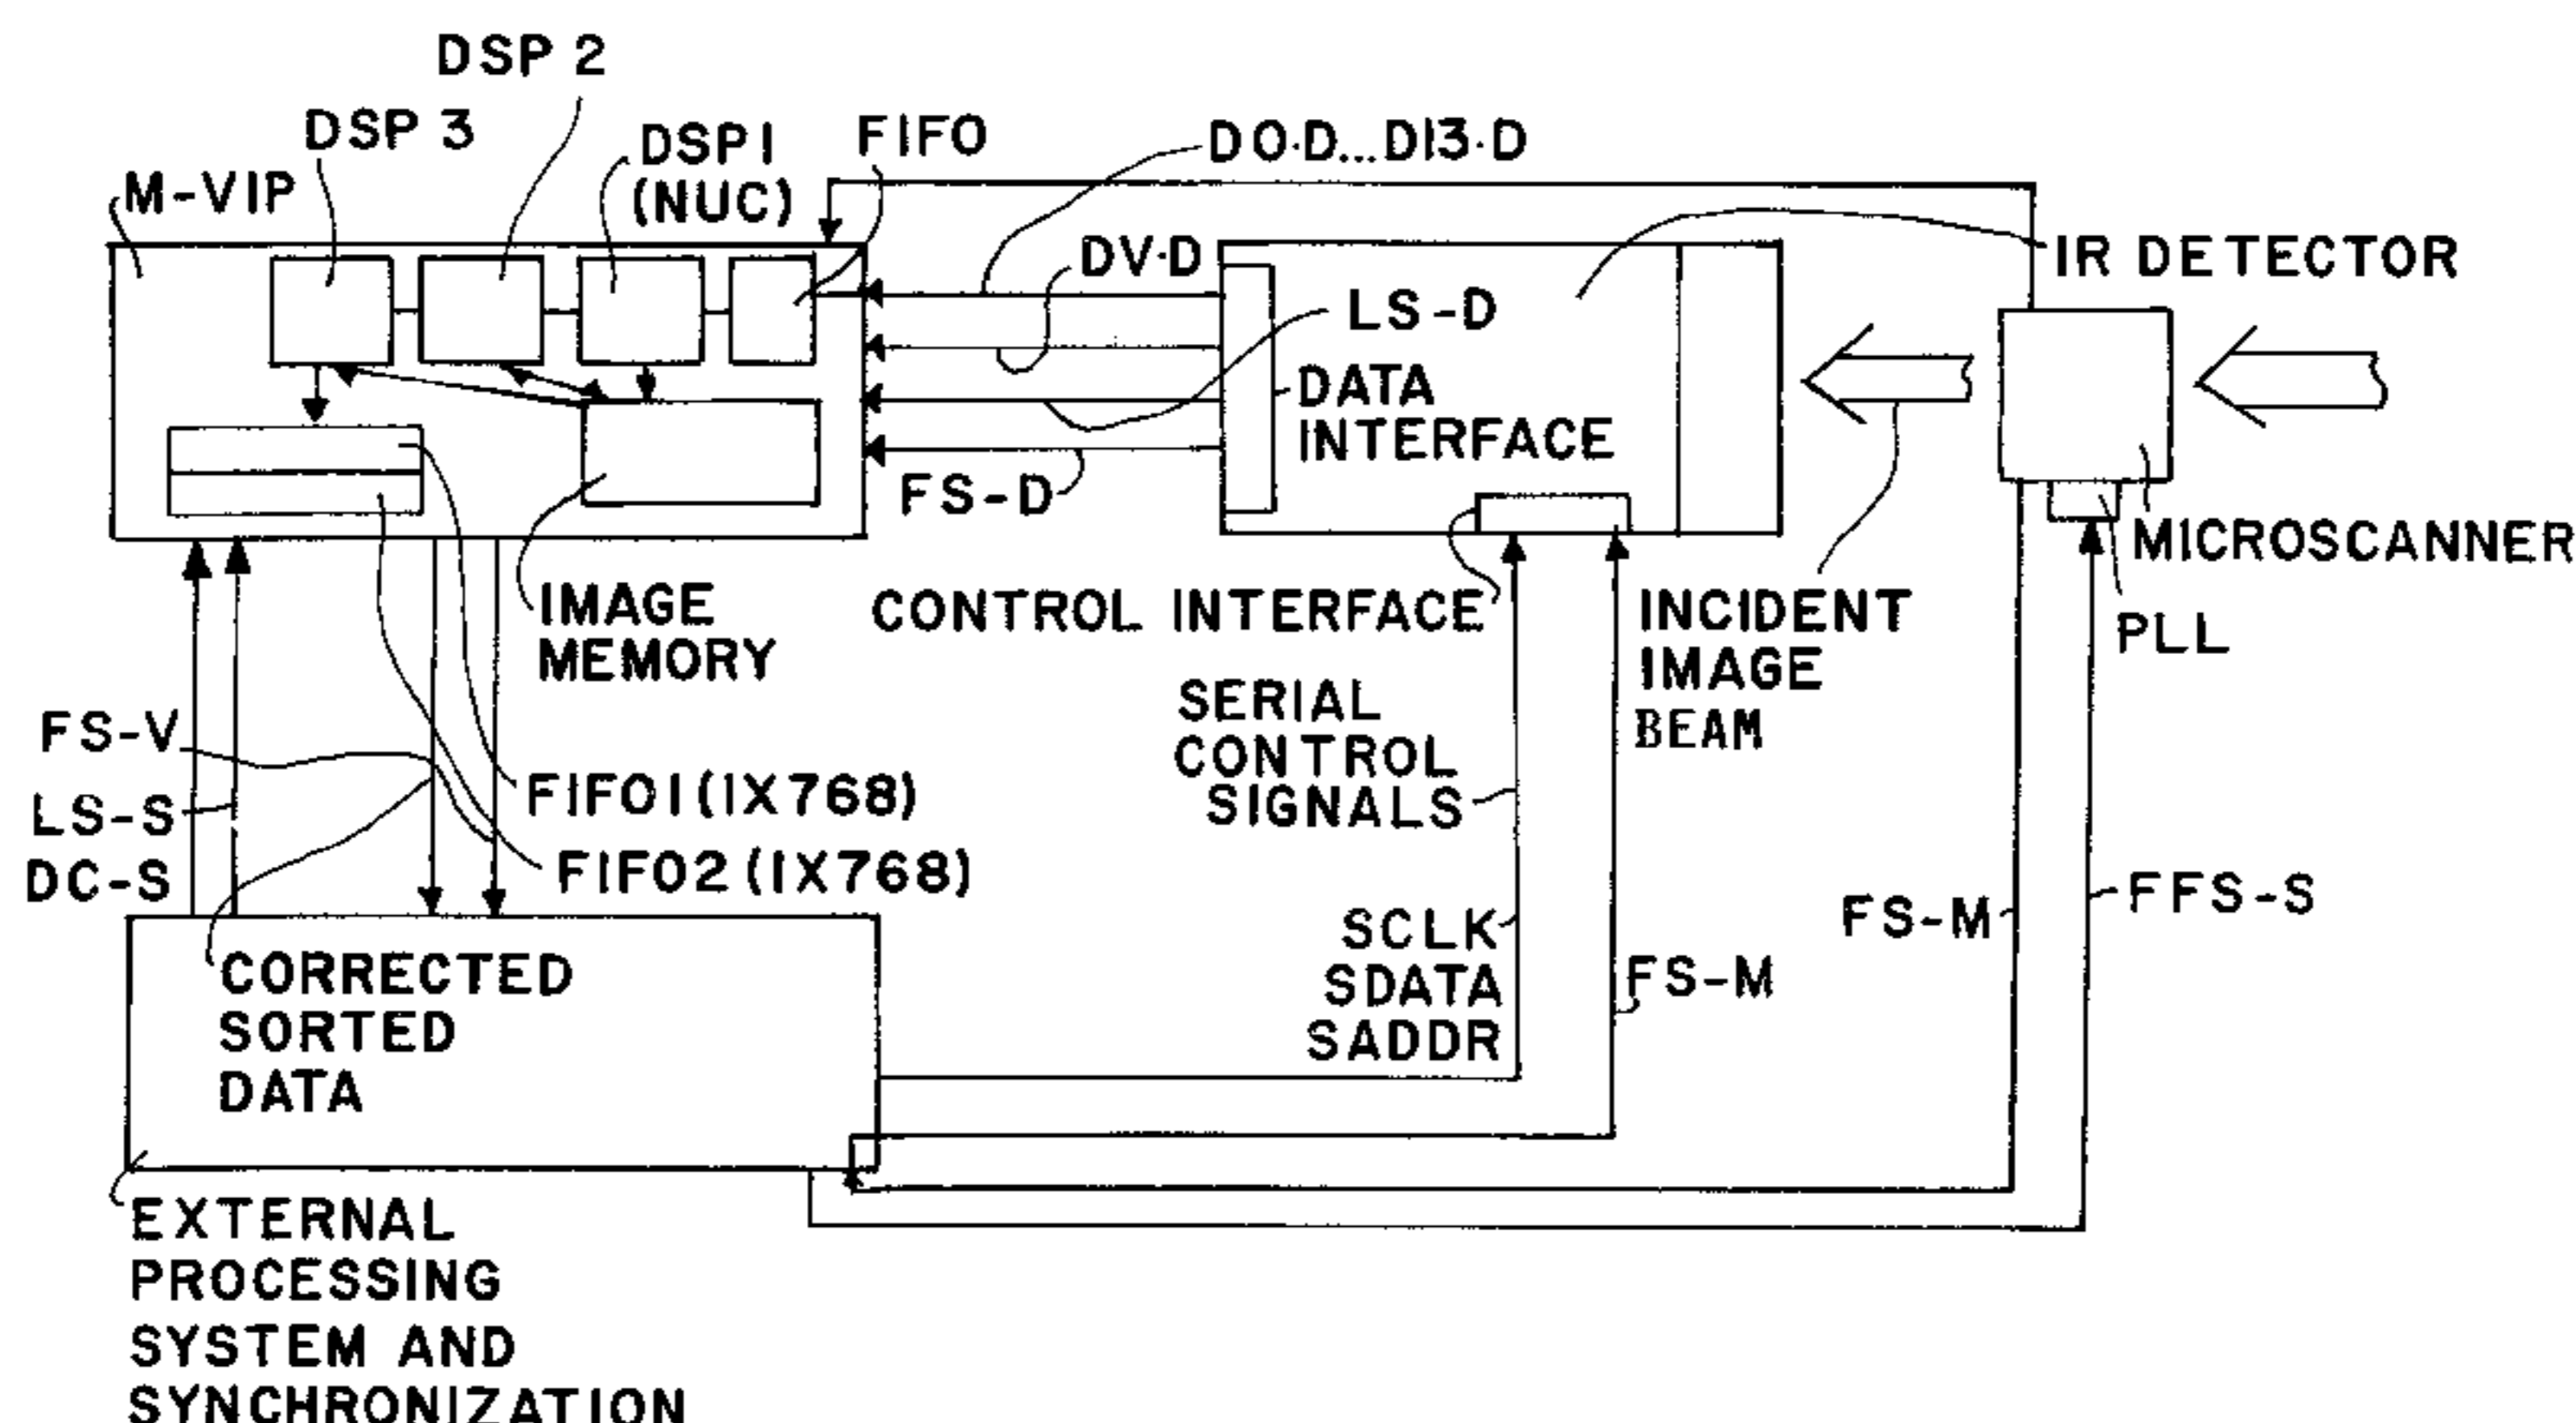 DSP 2
DSP 3
DSP1
(NUC)
FIFO
D0·D...D13·D
M-VIP
DV·D
IR DETECTOR
LS-D
DATA
INTERFACE
FS-D
MICROSCANNER
IMAGE
MEMORY
CONTROL INTERFACE
INCIDENT
IMAGE
BEAM
PLL
SERIAL
CONTROL
SIGNALS
FS-V
FIFO1(1X768)
LS-S
FIFO2(1X768)
DC-S
FFS-S
FS-M
SCLK
SDATA
SADDR
FS-M
CORRECTED
SORTED
DATA
EXTERNAL
PROCESSING
SYSTEM AND
SYNCHRONIZATION